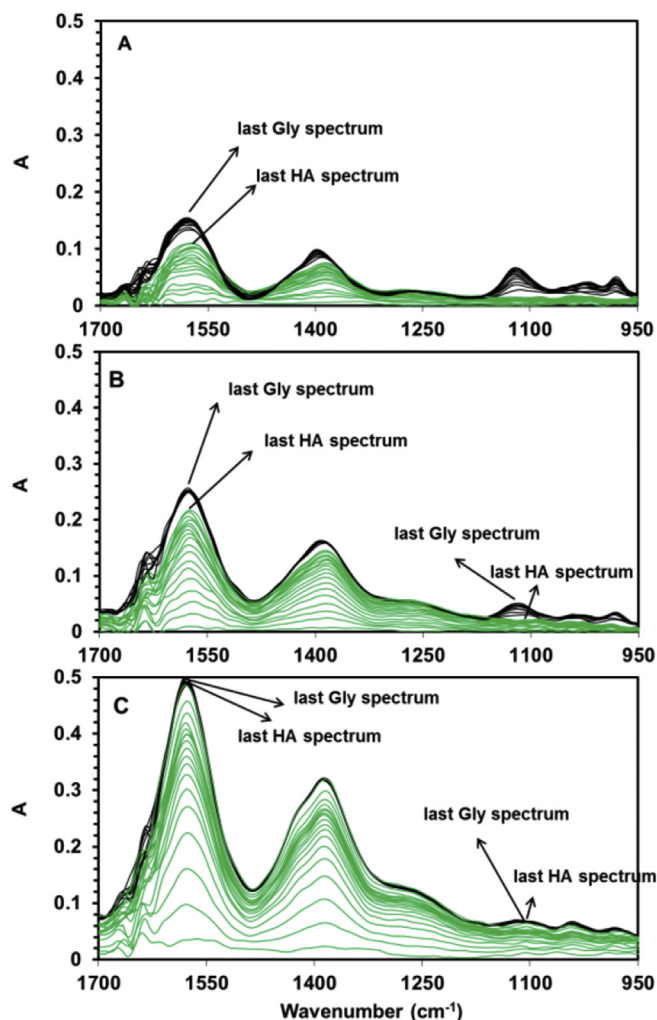 A
0.5
0.4
0.3
0.2
0.1
0
A
last Gly spectrum
last HA spectrum
1700 1550 1400 1250 1100 950
B
0.5
0.4
0.3
0.2
0.1
0
A
last Gly spectrum
last HA spectrum
last Gly spectrum
last HA spectrum
1700 1550 1400 1250 1100 950
C
0.5
0.4
0.3
0.2
0.1
0
A
last Gly spectrum
last HA spectrum
last Gly spectrum
last HA spectrum
1700 1550 1400 1250 1100 950
Wavenumber (cm⁻¹)